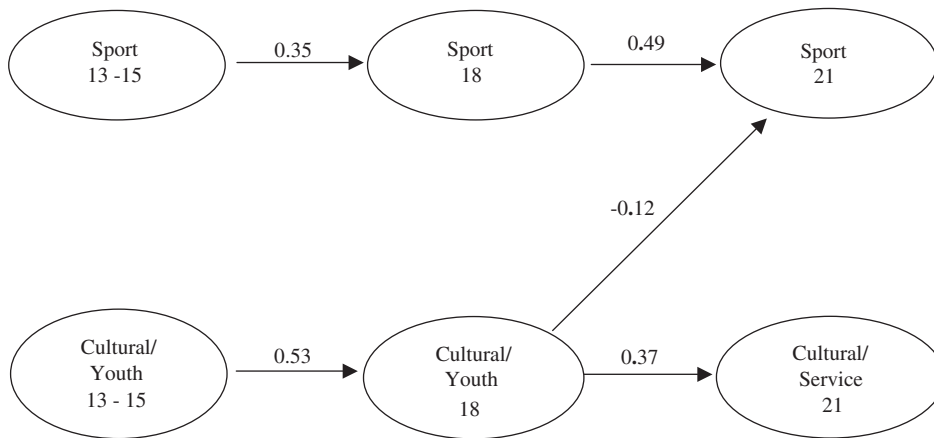 Sport
13 -15
0.35
Sport
18
0.49
Sport
21
-0.12
Cultural/
Youth
13 - 15
0.53
Cultural/
Youth
18
0.37
Cultural/
Service
21